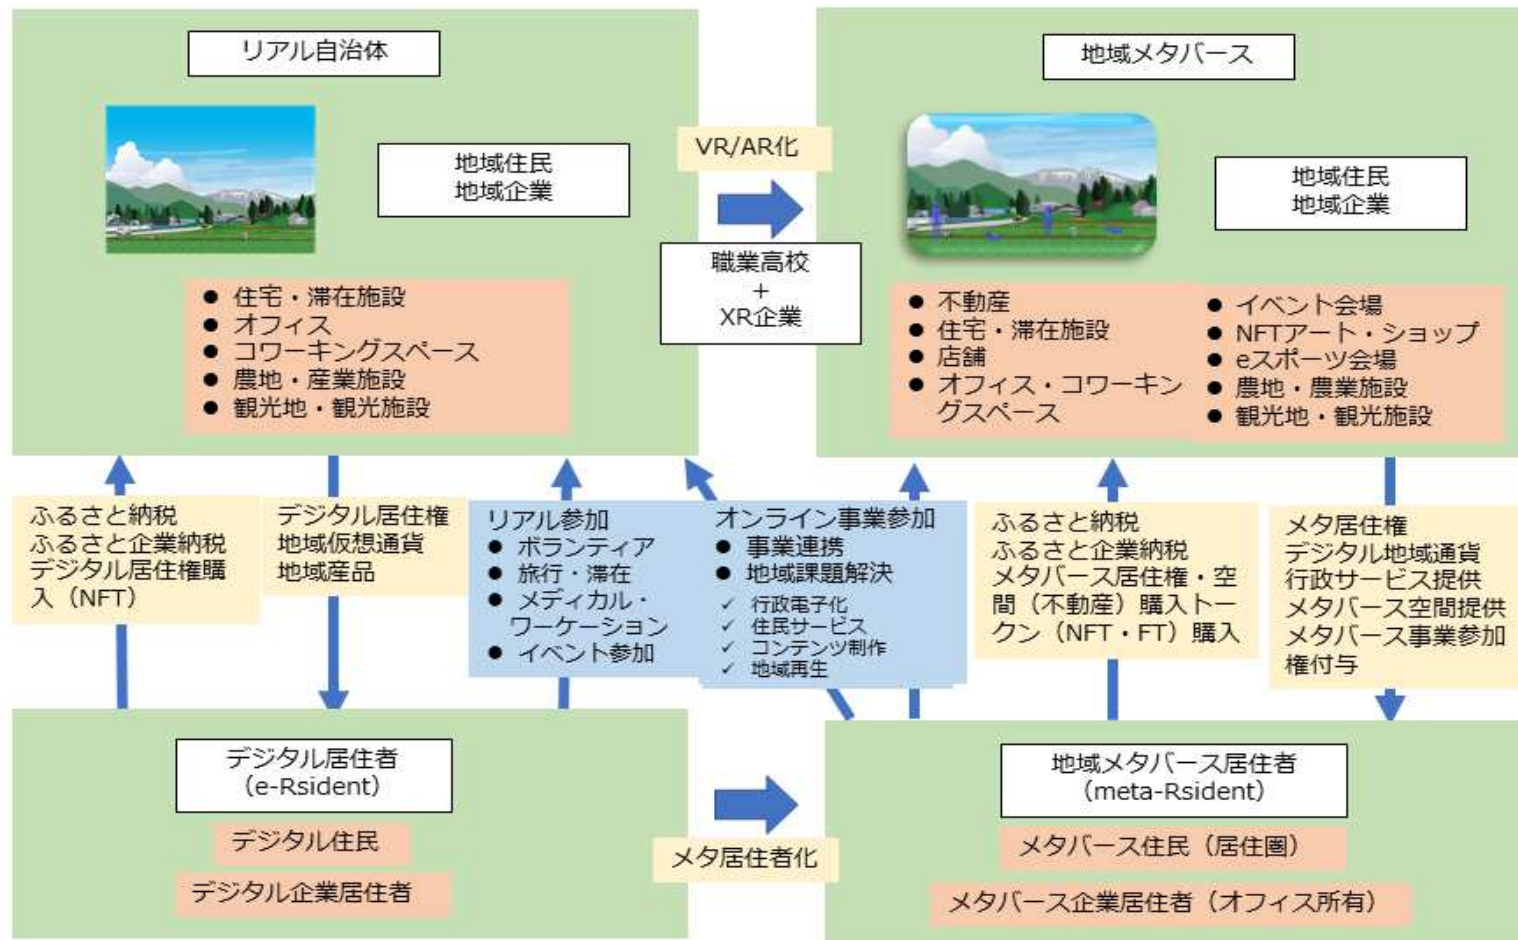 リアル自治体
地域住民
地域企業
● 住宅・滞在施設
● オフィス
● コワーキングスペース
● 農地・産業施設
● 観光地・観光施設
VR/AR化
職業高校
+
XR企業
地域メタバース
地域住民
地域企業
● 不動産
● 住宅・滞在施設
● 店舗
● オフィス・コワーキン
グスペース
● イベント会場
● NFTアート・ショップ
● eスポーツ会場
● 農地・農業施設
● 観光地・観光施設
ふるさと納税
ふるさと企業納税
デジタル居住権購
入（NFT）
デジタル居住権
地域仮想通貨
地域産品
リアル参加
● ボランティア
● 旅行・滞在
● メディカル・
ワーケーション
● イベント参加
オンライン事業参加
● 事業連携
● 地域課題解決
✓ 行政電子化
✓ 住民サービス
✓ コンテンツ制作
✓ 地域再生
ふるさと納税
ふるさと企業納税
メタバース居住権・空
間（不動産）購入トー
クン（NFT・FT）購入
メタ居住権
デジタル地域通貨
行政サービス提供
メタバース空間提供
メタバース事業参加
権付与
デジタル居住者
（e-Rsident）
デジタル住民
デジタル企業居住者
メタ居住者化
地域メタバース居住者
（meta-Rsident）
メタバース住民（居住圏）
メタバース企業居住者（オフィス所有）